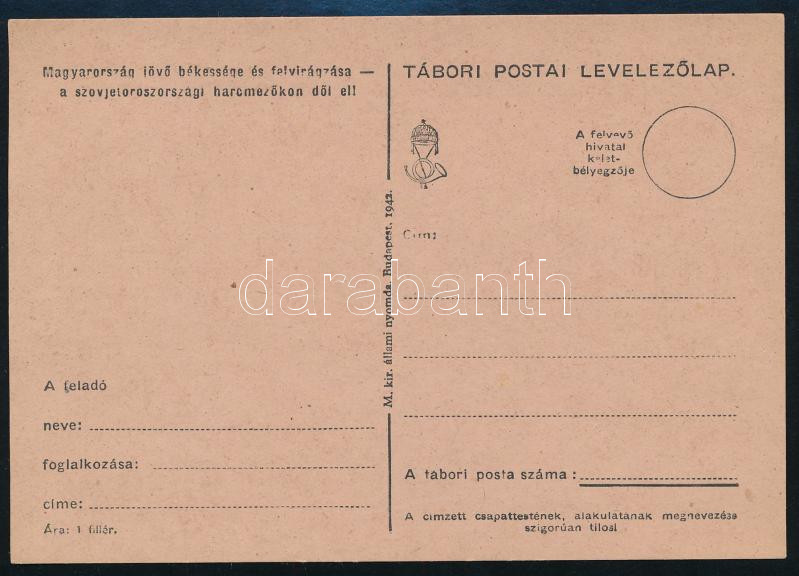 Magyarország jövő békessége és felvirágzása —
a szovjetoroszországi harcmezőkon dől el!
A feladó
neve:
foglalkozása:
címe:
Ára: 1 fillér.
M. kir. állami nyomda, Budapest, 1942.
TÁBORI POSTAI LEVELEZŐLAP.
A felvevő
hivatal
kelet-
bélyegzője
Cím:
A tábori posta száma :
A címzett csapattestének, alakulatának megnevezése
szigorúan tilos!
darabanth